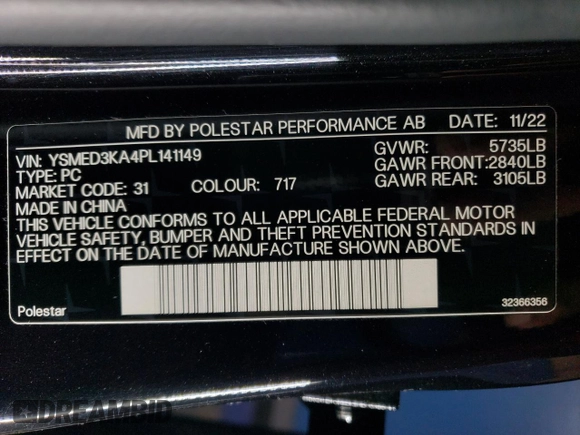 MFD BY POLESTAR PERFORMANCE AB DATE: 11/22
VIN: YSMED3KA4PL141149 GVWR: 5735LB
TYPE: PC GAWR FRONT:2840LB
MARKET CODE: 31 COLOUR: 717 GAWR REAR: 3105LB
MADE IN CHINA
THIS VEHICLE CONFORMS TO ALL APPLICABLE FEDERAL MOTOR
VEHICLE SAFETY, BUMPER AND THEFT PREVENTION STANDARDS IN
EFFECT ON THE DATE OF MANUFACTURE SHOWN ABOVE.
Polestar 32366356
DREAMBID